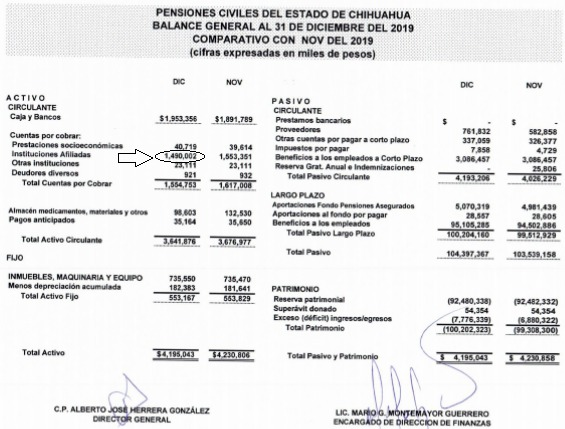 PENSIONES CIVILES DEL ESTADO DE CHIHUAHUA
BALANCE GENERAL AL 31 DE DICIEMBRE DEL 2019
COMPARATIVO CON NOV DEL 2019
(cifras expresadas en miles de pesos)
DIC NOV
ACTIVO
CIRCULANTE
Caja y Bancos $1,953,356 $1,891,789
Cuentas por cobrar:
Prestaciones socioeconómicas 40,719 39,614
Instituciones Afiliadas 1,490,002 1,553,351
Otras instituciones 23,111 23,111
Deudores diversos 921 932
Total Cuentas por Cobrar 1,554,753 1,617,008
Almacén medicamentos, materiales y otros 98,603 132,530
Pagos anticipados 35,164 35,650
Total Activo Circulante 3,641,876 3,676,977
FIJO
INMUEBLES, MAQUINARIA Y EQUIPO 735,550 735,470
Menos depreciación acumulada 182,383 181,641
Total Activo Fijo 553,167 553,829
Total Activo $4,195,043 $4,230,806
DIC NOV
PASIVO
CIRCULANTE
Prestamos bancarios $ - $ -
Proveedores 761,832 582,858
Otras cuentas por pagar a corto plazo 337,059 326,377
Impuestos por pagar 7,858 4,729
Beneficios a los empleados a Corto Plazo 3,086,457 3,086,457
Reserva Grat. Anual e Indemnizaciones - 25,806
Total Pasivo Circulante 4,193,206 4,026,229
LARGO PLAZO
Aportaciones Fondo Pensiones Asegurados 5,070,319 4,981,439
Aportaciones al fondo por pagar 28,557 28,605
Beneficios a los empleados 95,105,285 94,502,886
Total Pasivo Largo Plazo 100,204,160 99,512,929
Total Pasivo 104,397,367 103,539,158
PATRIMONIO
Reserva patrimonial (92,480,338) (92,482,332)
Superávit donado 54,354 54,354
Exceso (déficit) ingresos/egresos (7,776,339) (6,880,322)
Total Patrimonio (100,202,323) (99,308,300)
Total Pasivo y Patrimonio $ 4,195,043 $ 4,230,858
C.P. ALBERTO JOSÉ HERRERA GONZÁLEZ
DIRECTOR GENERAL
LIC. MARIO G. MONTEMAYOR GUERRERO
ENCARGADO DE DIRECCION DE FINANZAS